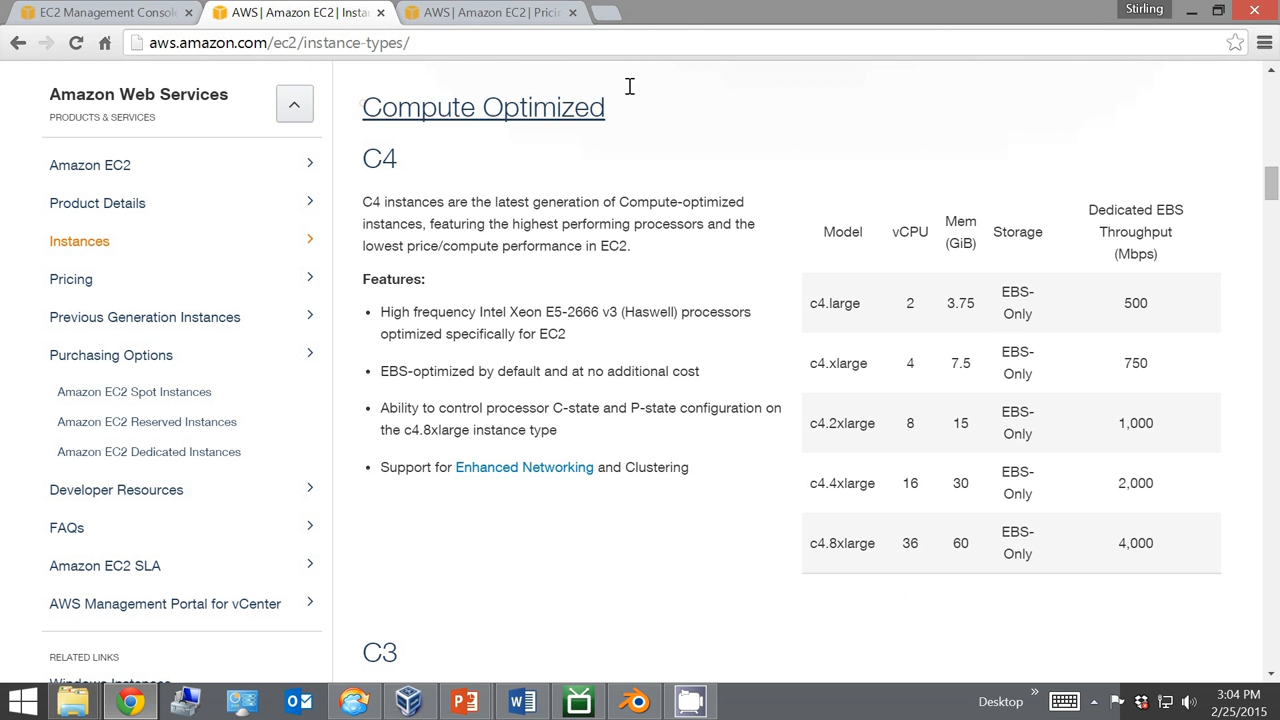 EC2 Management Consol
AWS | Amazon EC2 | Insta
AWS | Amazon EC2 | Prici
Stirling
aws.amazon.com/ec2/instance-types/
Amazon Web Services
PRODUCTS & SERVICES
Amazon EC2
Product Details
Instances
Pricing
Previous Generation Instances
Purchasing Options
Amazon EC2 Spot Instances
Amazon EC2 Reserved Instances
Amazon EC2 Dedicated Instances
Developer Resources
FAQs
Amazon EC2 SLA
AWS Management Portal for vCenter
RELATED LINKS
Windows Instances
Compute Optimized
C4
C4 instances are the latest generation of Compute-optimized
instances, featuring the highest performing processors and the
lowest price/compute performance in EC2.
Features:
• High frequency Intel Xeon E5-2666 v3 (Haswell) processors
optimized specifically for EC2
• EBS-optimized by default and at no additional cost
• Ability to control processor C-state and P-state configuration on
the c4.8xlarge instance type
• Support for Enhanced Networking and Clustering
Model vCPU Mem (GiB) Storage Dedicated EBS Throughput (Mbps)
c4.large 2 3.75 EBS-Only 500
c4.xlarge 4 7.5 EBS-Only 750
c4.2xlarge 8 15 EBS-Only 1,000
c4.4xlarge 16 30 EBS-Only 2,000
c4.8xlarge 36 60 EBS-Only 4,000
C3
Desktop
3:04 PM
2/25/2015